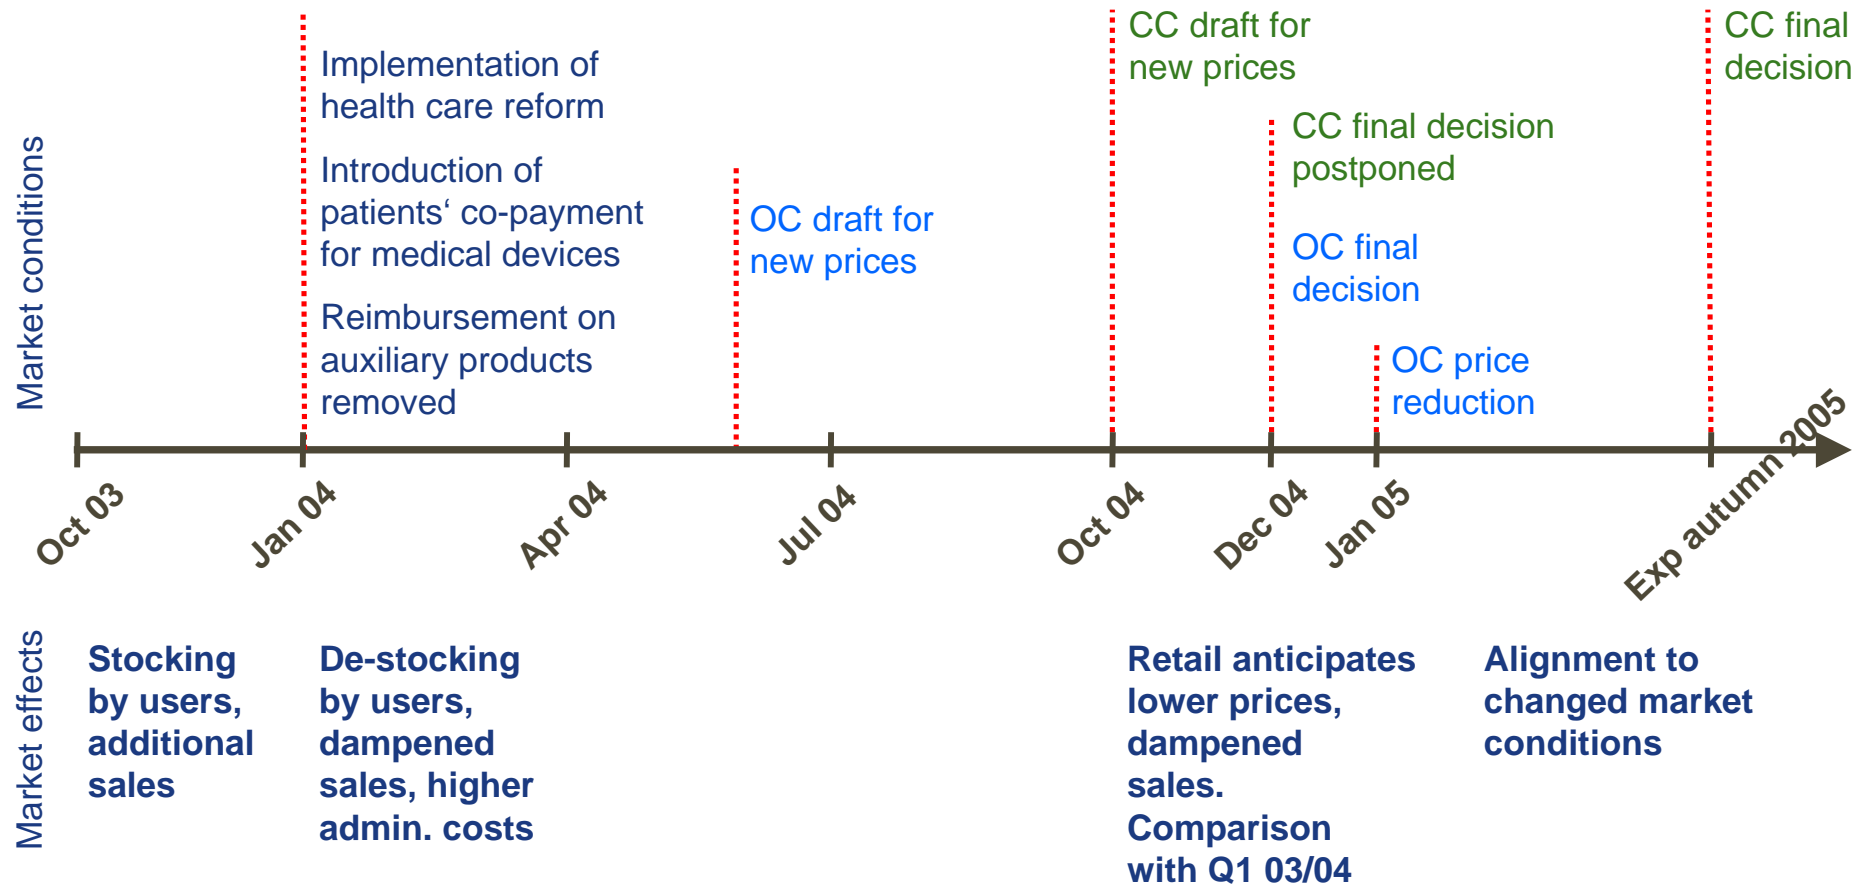 Market conditions
Implementation of
health care reform
Introduction of
patients‘ co-payment
for medical devices
Reimbursement on
auxiliary products
removed
OC draft for
new prices
CC draft for
new prices
CC final decision
postponed
OC final
decision
OC price
reduction
CC final
decision
Oct 03
Jan 04
Apr 04
Jul 04
Oct 04
Dec 04
Jan 05
Exp autumn 2005
Market effects
Stocking
by users,
additional
sales
De-stocking
by users,
dampened
sales, higher
admin. costs
Retail anticipates
lower prices,
dampened
sales.
Comparison
with Q1 03/04
Alignment to
changed market
conditions